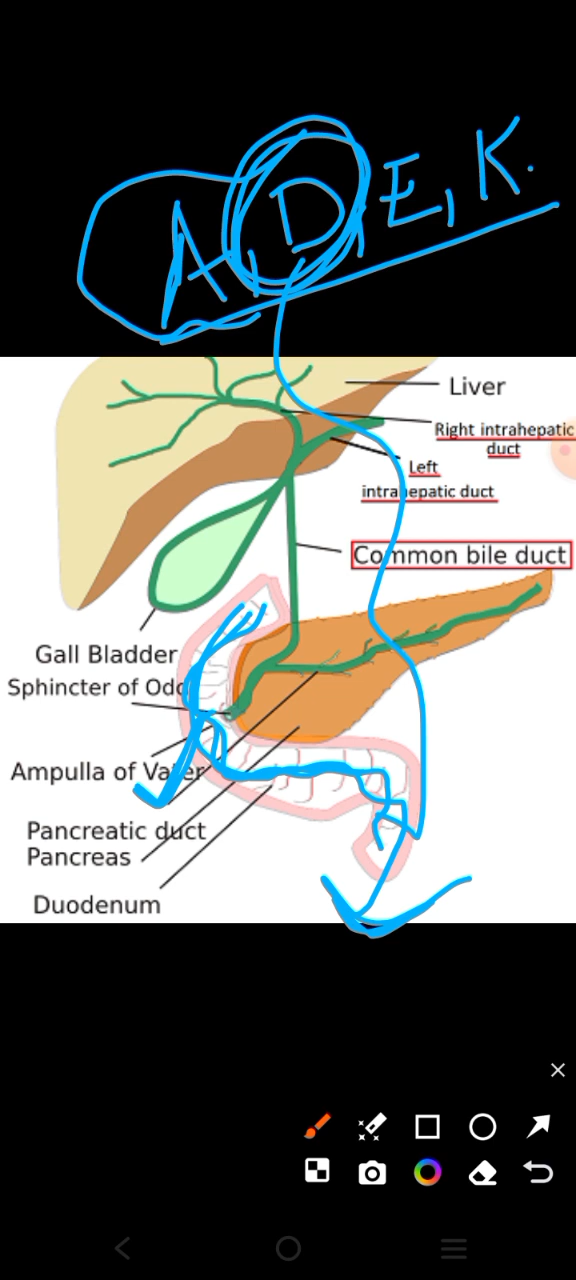 A, D, E, K.
Liver
Right intrahepatic
duct
Left
intrahepatic duct
Common bile duct
Gall Bladder
Sphincter of Odd
Ampulla of Vater
Pancreatic duct
Pancreas
Duodenum